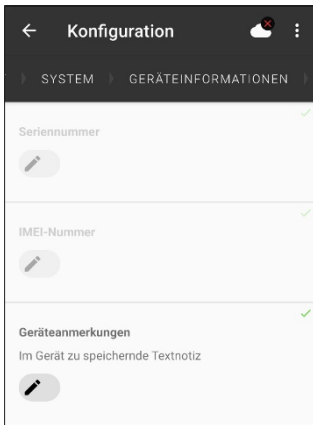 Konfiguration
SYSTEM GERÄTEINFORMATIONEN
Seriennummer
IMEI-Nummer
Geräteanmerkungen
Im Gerät zu speichernde Textnotiz